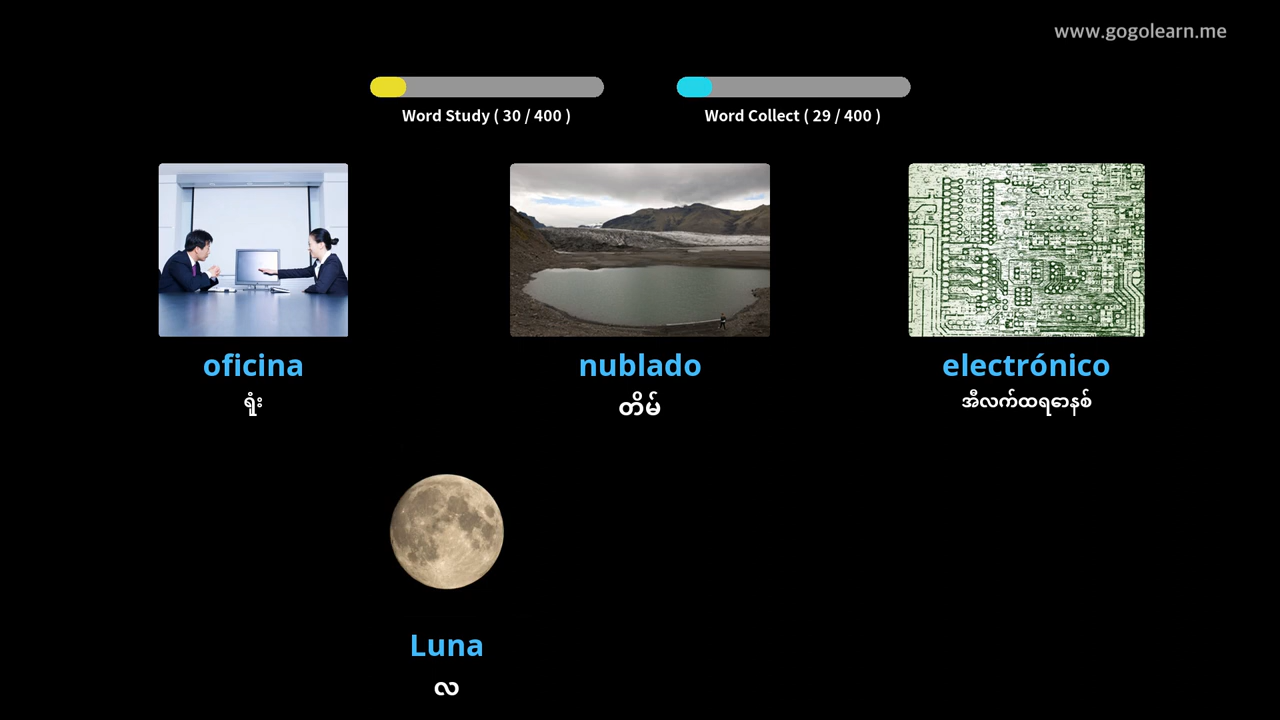 www.gogolearn.me
Word Study ( 30 / 400 )
Word Collect ( 29 / 400 )
oficina
ရုံး
nublado
တိမ်
electrónico
အီလက်ထရောနစ်
Luna
လ